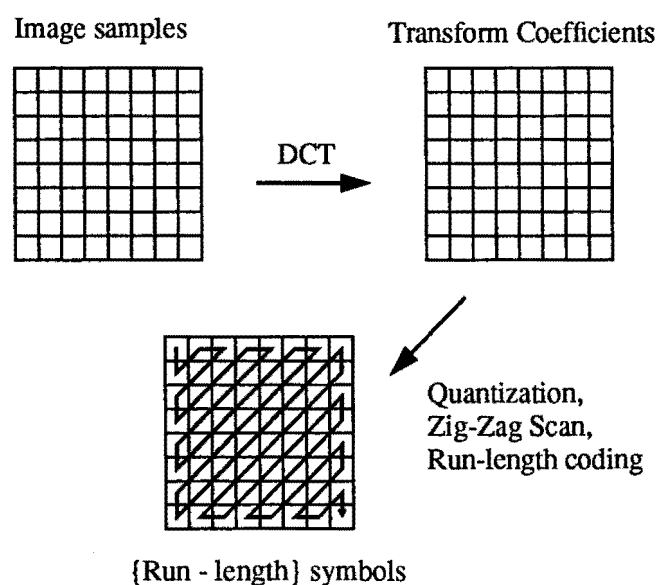 Image samples
Transform Coefficients
DCT
Quantization,
Zig-Zag Scan,
Run-length coding
{Run - length} symbols